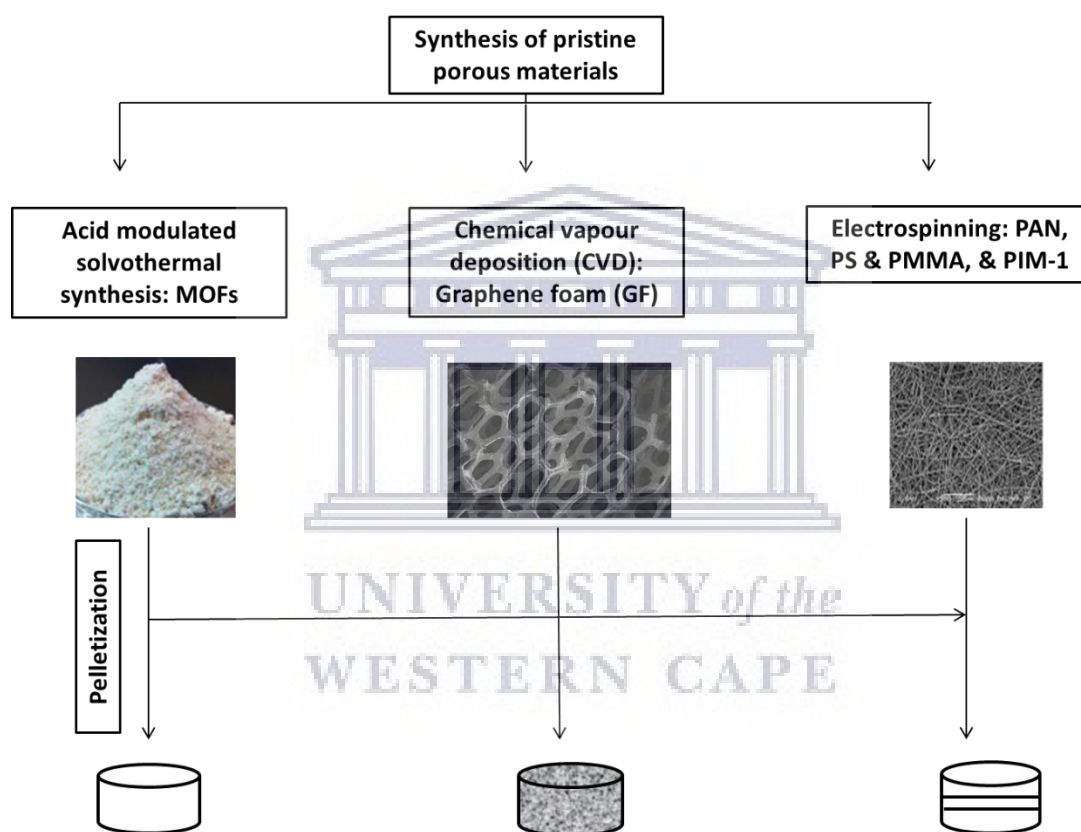 Synthesis of pristine
porous materials
Acid modulated
solvothermal
synthesis: MOFs
Chemical vapour
deposition (CVD):
Graphene foam (GF)
Electrospinning: PAN,
PS & PMMA, & PIM-1
Pelletization
UNIVERSITY of the
WESTERN CAPE